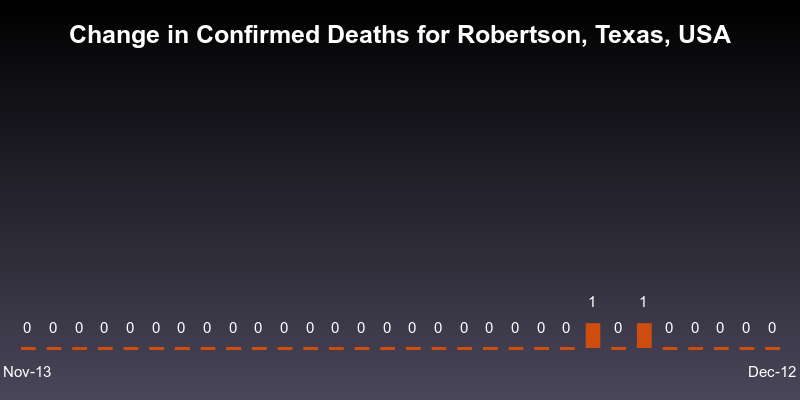 Change in Confirmed Deaths for Robertson, Texas, USA
1 1
0 0 0 0 0 0 0 0 0 0 0 0 0 0 0 0 0 0 0 0 0 0 0 0 0 0 0 0
Nov-13 Dec-12